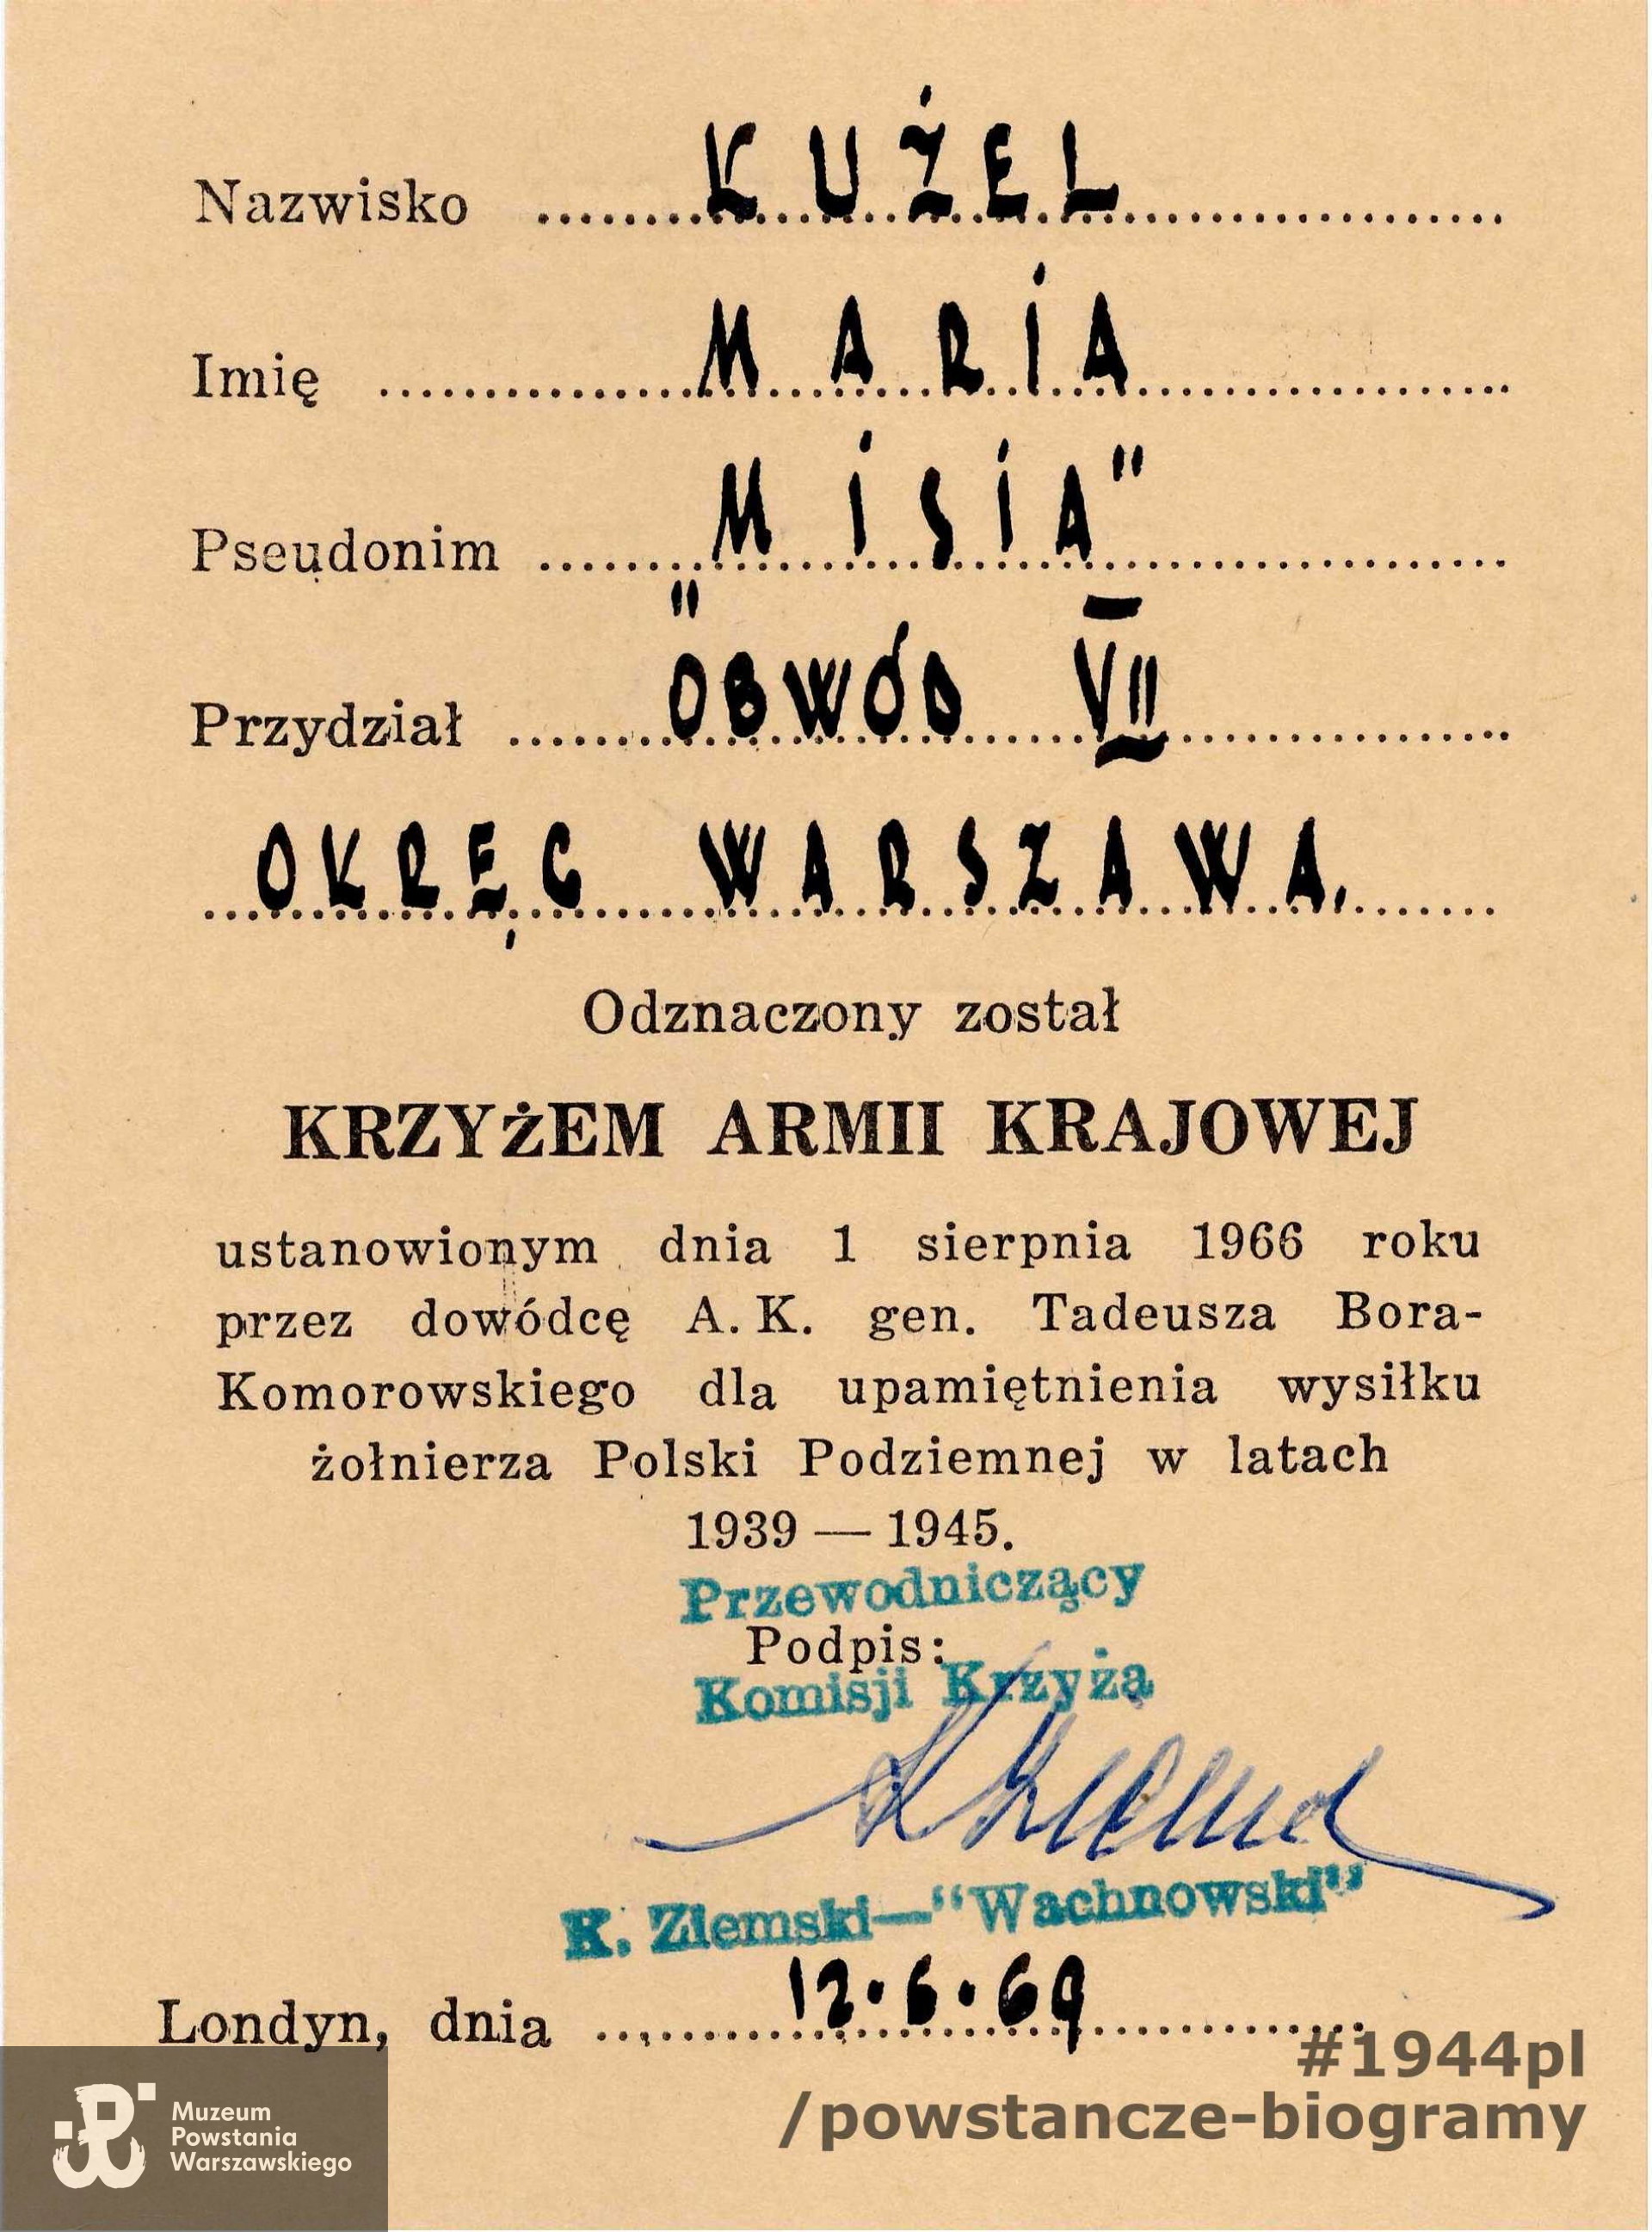 Nazwisko KUŻEL
Imię MARIA
Pseudonim "MISIA"
Przydział OBWÓD VII
OKRĘG WARSZAWA.
Odznaczony został
KRZYŻEM ARMII KRAJOWEJ
ustanowionym dnia 1 sierpnia 1966 roku
przez dowódcę A. K. gen. Tadeusza Bora-
Komorowskiego dla upamiętnienia wysiłku
żołnierza Polski Podziemnej w latach
1939 — 1945.
Przewodniczący
Podpis:
Komisji Krzyża
K. Ziemski—"Wachnowski"
Londyn, dnia 12.6.69
#1944pl
/powstancze-biogramy
Muzeum
Powstania
Warszawskiego